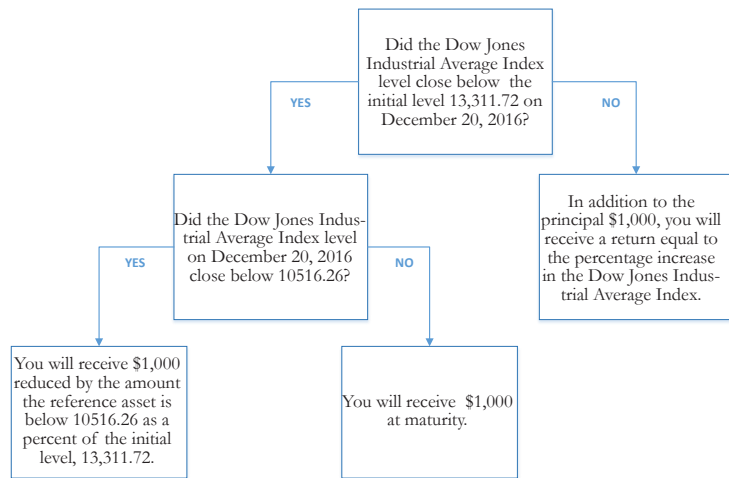 Did the Dow Jones
Industrial Average Index
level close below the
initial level 13,311.72 on
December 20, 2016?
YES
NO
Did the Dow Jones Indus-
trial Average Index level
on December 20, 2016
close below 10516.26?
In addition to the
principal $1,000, you will
receive a return equal to
the percentage increase
in the Dow Jones Indus-
trial Average Index.
YES
NO
You will receive $1,000
reduced by the amount
the reference asset is
below 10516.26 as a
percent of the initial
level, 13,311.72.
You will receive $1,000
at maturity.